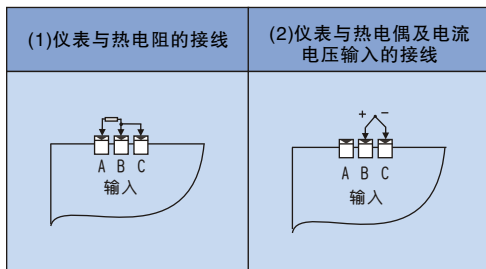 (1)仪表与热电阻的接线
(2)仪表与热电偶及电流
电压输入的接线
A B C
输入
+ −
A B C
输入